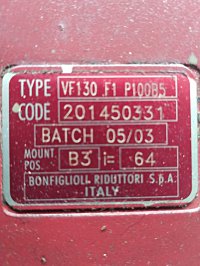 TYPE VF130 F1 P100B5
CODE 201450331
BATCH 05/03
MOUNT POS. B3 i= 64
BONFIGLIOLI RIDUTTORI S.p.A.
ITALY